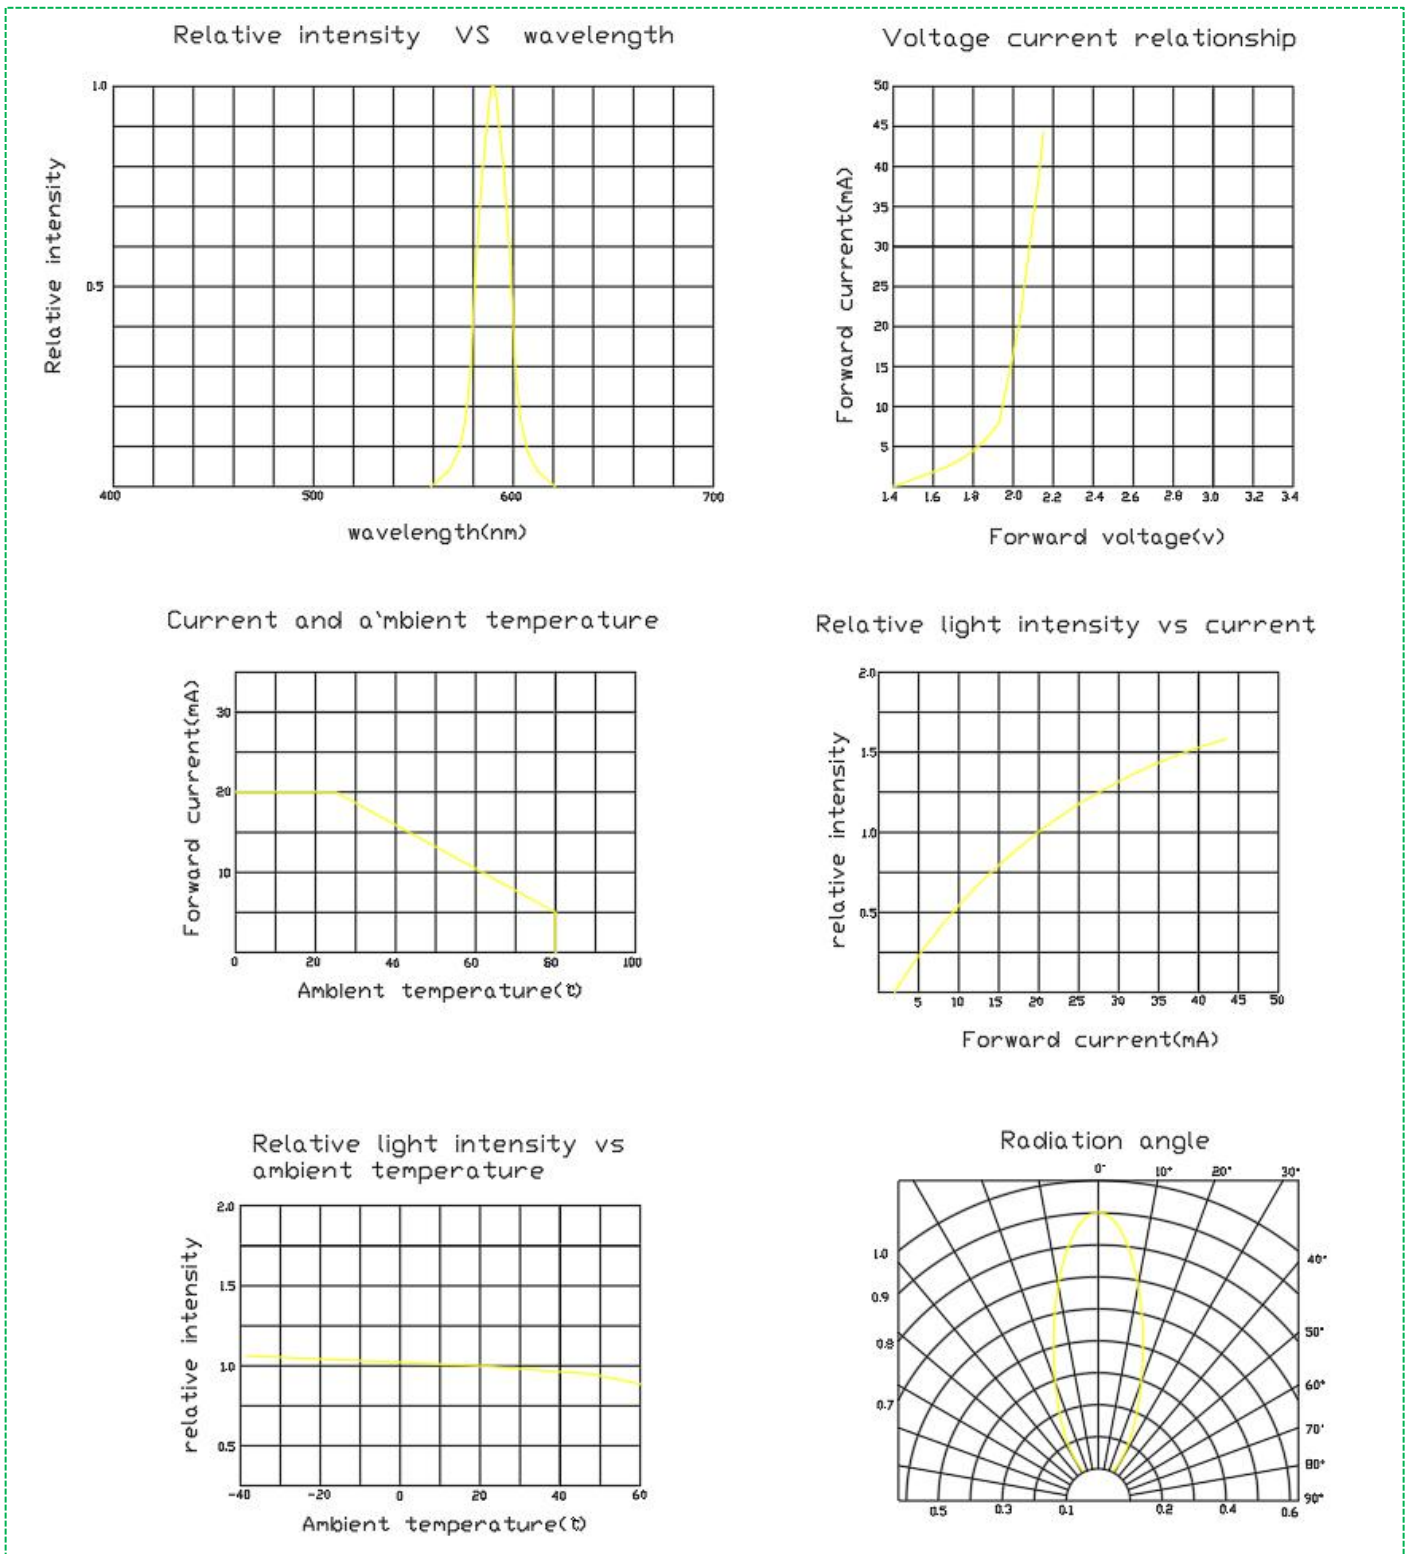 Relative intensity VS wavelength
1.0
0.5
Relative intensity
400 500 600 700
wavelength(nm)
Voltage current relationship
50
45
40
35
30
25
20
15
10
5
Forward current(mA)
1.4 1.6 1.8 2.0 2.2 2.4 2.6 2.8 3.0 3.2 3.4
Forward voltage(v)
Current and a`mbient temperature
30
20
10
Forward current(mA)
0 20 40 60 80 100
Ambient temperature(℃)
Relative light intensity vs current
2.0
1.5
1.0
0.5
relative intensity
5 10 15 20 25 30 35 40 45 50
Forward current(mA)
Relative light intensity vs
ambient temperature
2.0
1.5
1.0
0.5
relative intensity
-40 -20 0 20 40 60
Ambient temperature(℃)
Radiation angle
0° 10° 20° 30°
40°
50°
60°
70°
80°
90°
1.0
0.9
0.8
0.7
0.5 0.3 0.1 0.2 0.4 0.6